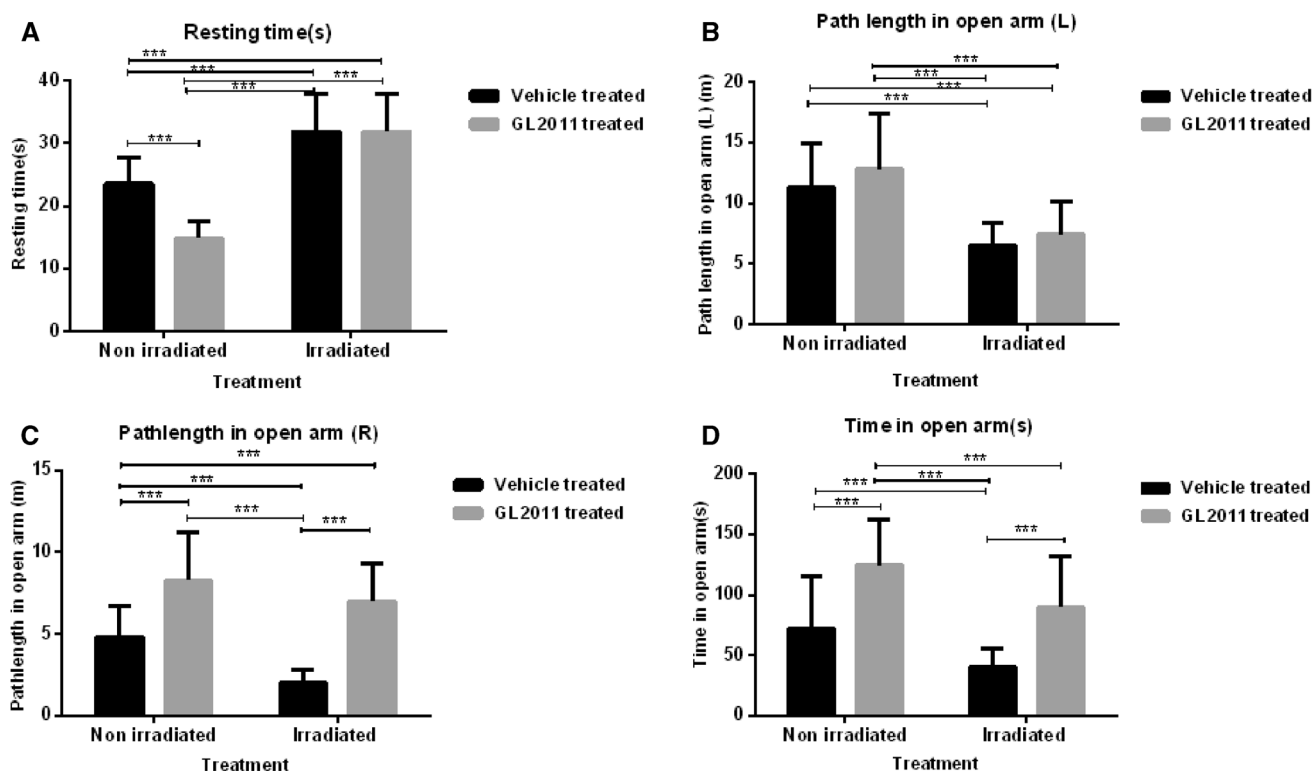 A
Resting time(s)
***
***
***
***
***
40
30
20
10
0
Resting time(s)
Non irradiated
Irradiated
Treatment
Vehicle treated
GL2011 treated
B
Path length in open arm (L)
***
***
***
***
20
15
10
5
0
Path length in open arm (L) (m)
Non irradiated
Irradiated
Treatment
Vehicle treated
GL2011 treated
C
Pathlength in open arm (R)
***
***
***
***
***
15
10
5
0
Pathlength in open arm (m)
Non irradiated
Irradiated
Treatment
Vehicle treated
GL2011 treated
D
Time in open arm(s)
***
***
***
***
***
200
150
100
50
0
Time in open arm(s)
Non irradiated
Irradiated
Treatment
Vehicle treated
GL2011 treated